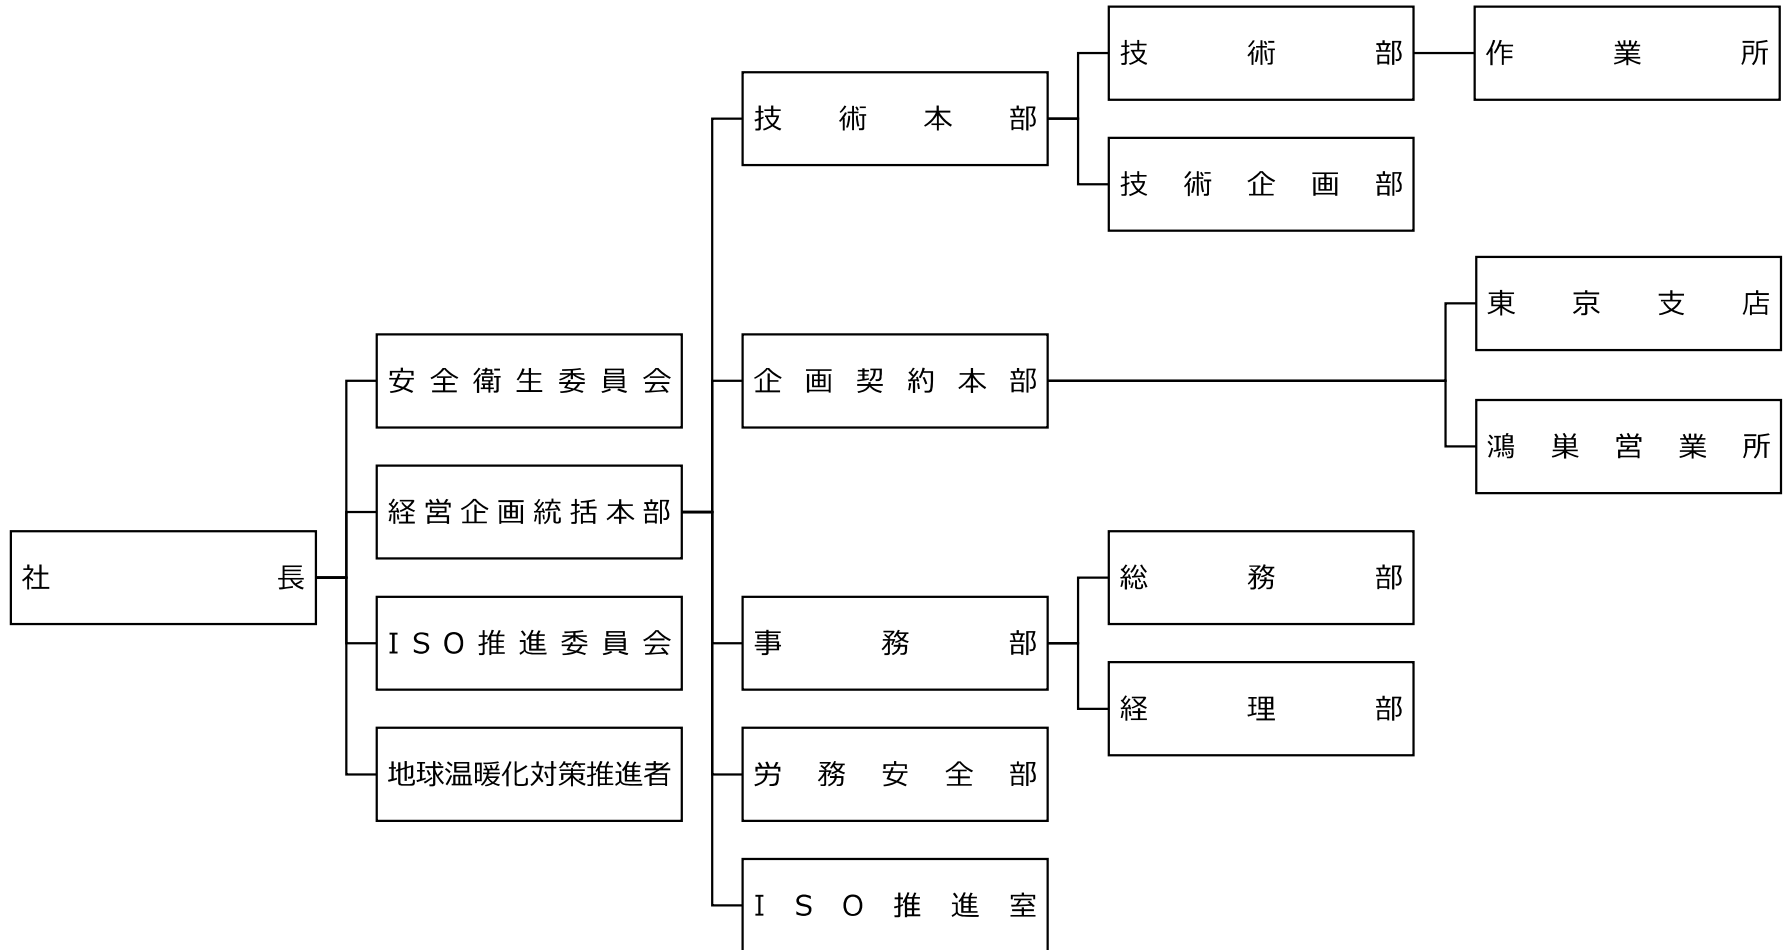 社長
安全衛生委員会
経営企画統括本部
ISO推進委員会
地球温暖化対策推進者
技術本部
企画契約本部
事務部
労務安全部
ISO推進室
技術部
技術企画部
総務部
経理部
作業所
東京支店
鴻巣営業所